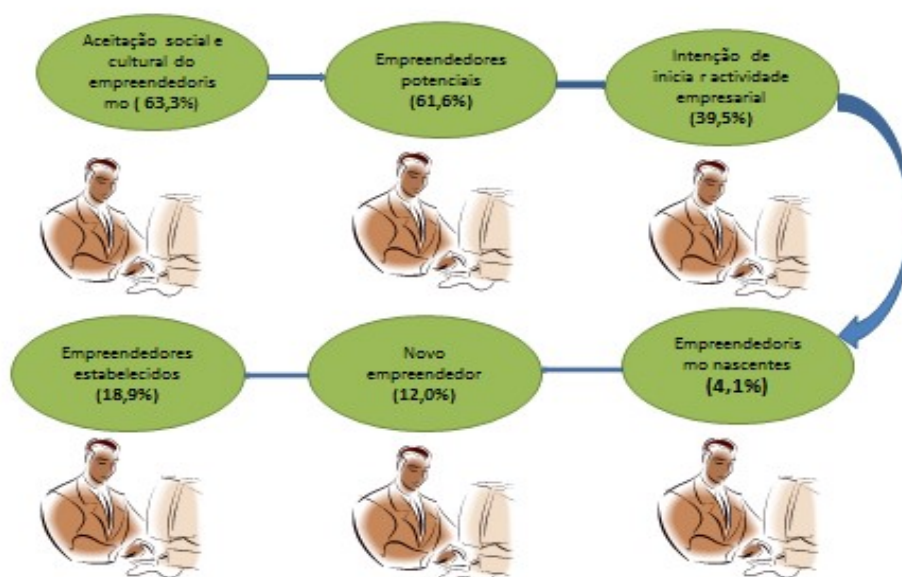 Aceitação social e
cultural do
empreendedoris
mo ( 63,3%)
Empreendedores
potenciais
(61,6%)
Intenção de
inicia r actividade
empresarial
(39,5%)
Empreendedoris
mo nascentes
(4,1%)
Novo
empreendedor
(12,0%)
Empreendedores
estabelecidos
(18,9%)